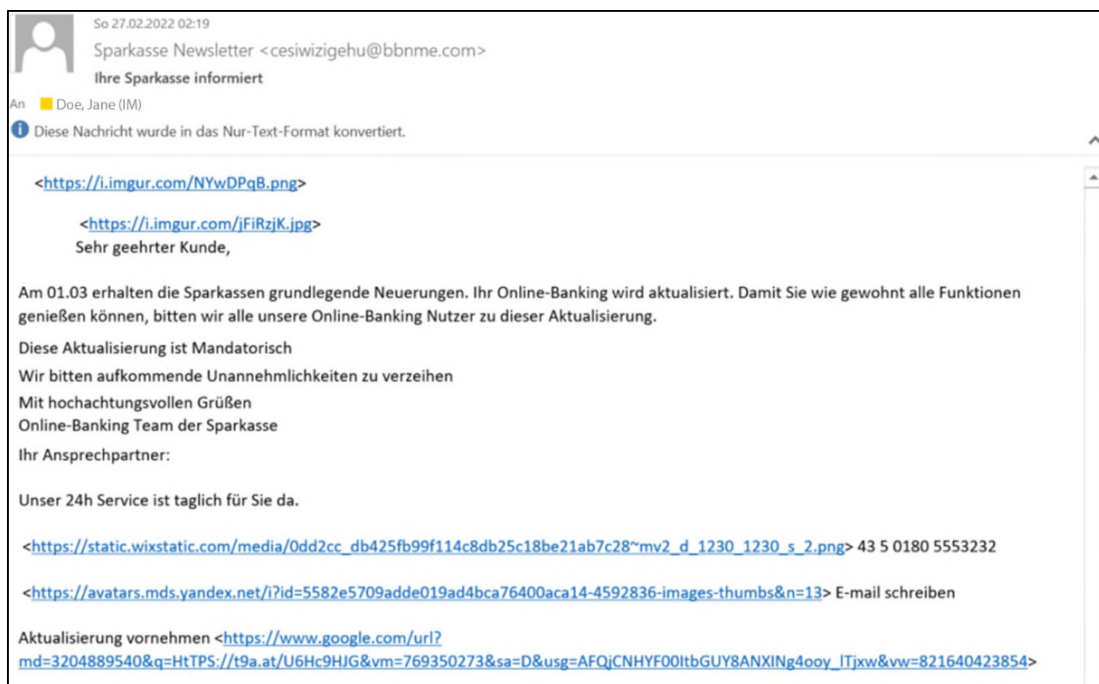 So 27.02.2022 02:19
Sparkasse Newsletter <cesiwizigehu@bbnme.com>
Ihre Sparkasse informiert
An Doe, Jane (IM)
Diese Nachricht wurde in das Nur-Text-Format konvertiert.
<https://i.imgur.com/NYwDPqB.png>
<https://i.imgur.com/jFiRzjK.jpg>
Sehr geehrter Kunde,
Am 01.03 erhalten die Sparkassen grundlegende Neuerungen. Ihr Online-Banking wird aktualisiert. Damit Sie wie gewohnt alle Funktionen
genießen können, bitten wir alle unsere Online-Banking Nutzer zu dieser Aktualisierung.
Diese Aktualisierung ist Mandatorisch
Wir bitten aufkommende Unannehmlichkeiten zu verzeihen
Mit hochachtungsvollen Grüßen
Online-Banking Team der Sparkasse
Ihr Ansprechpartner:
Unser 24h Service ist taglich für Sie da.
<https://static.wixstatic.com/media/0dd2cc_db425fb99f114c8db25c18be21ab7c28~mv2_d_1230_1230_s_2.png> 43 5 0180 5553232
<https://avatars.mds.yandex.net/i?id=5582e5709adde019ad4bca76400aca14-4592836-images-thumbs&n=13> E-mail schreiben
Aktualisierung vornehmen <https://www.google.com/url?
md=3204889540&q=HtTPS://t9a.at/U6Hc9HJG&vm=769350273&sa=D&usg=AFQjCNHYF00ItbGUY8ANXINg4ooy_lTjxw&vw=821640423854>